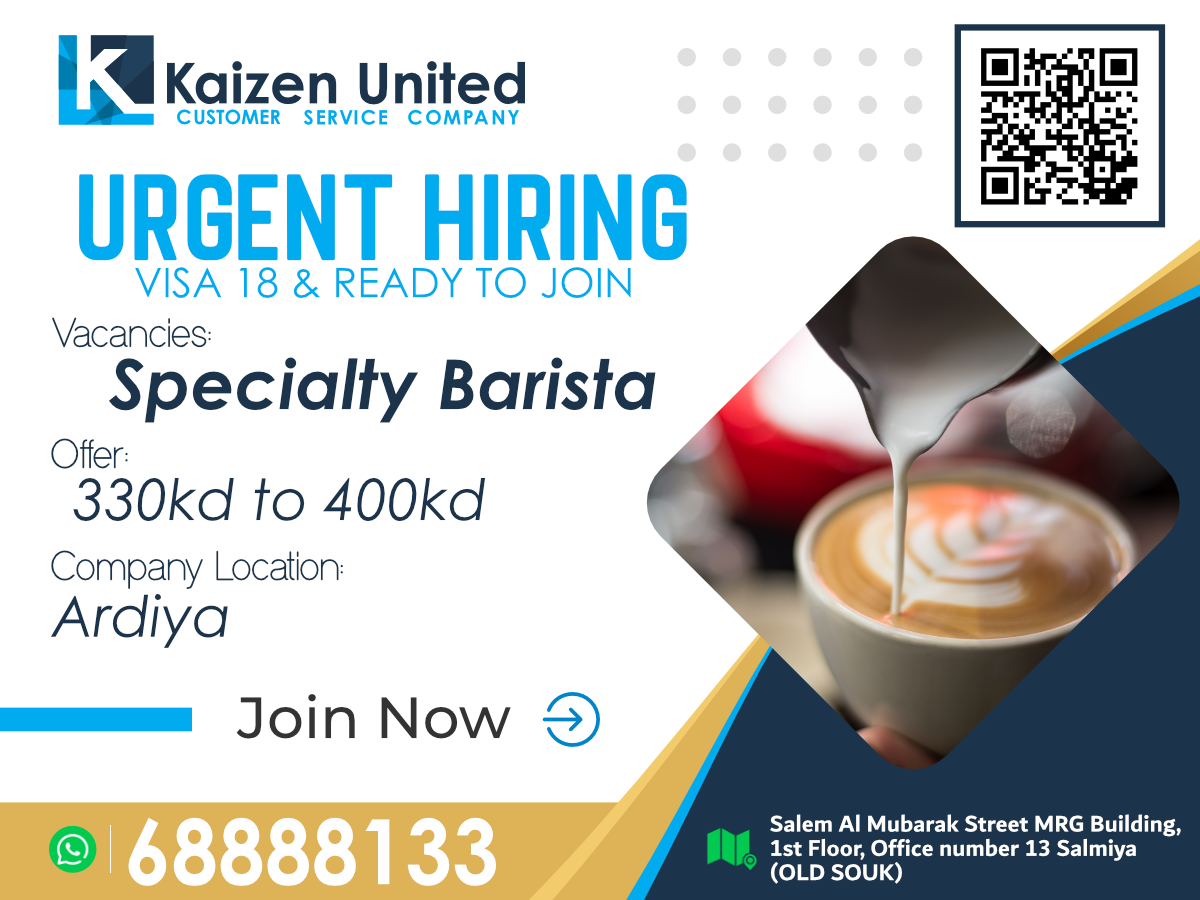 K
Kaizen United
CUSTOMER SERVICE COMPANY
URGENT HIRING
VISA 18 & READY TO JOIN
Vacancies:
Specialty Barista
Offer:
330kd to 400kd
Company Location:
Ardiya
Join Now
68888133
Salem Al Mubarak Street MRG Building,
1st Floor, Office number 13 Salmiya
(OLD SOUK)